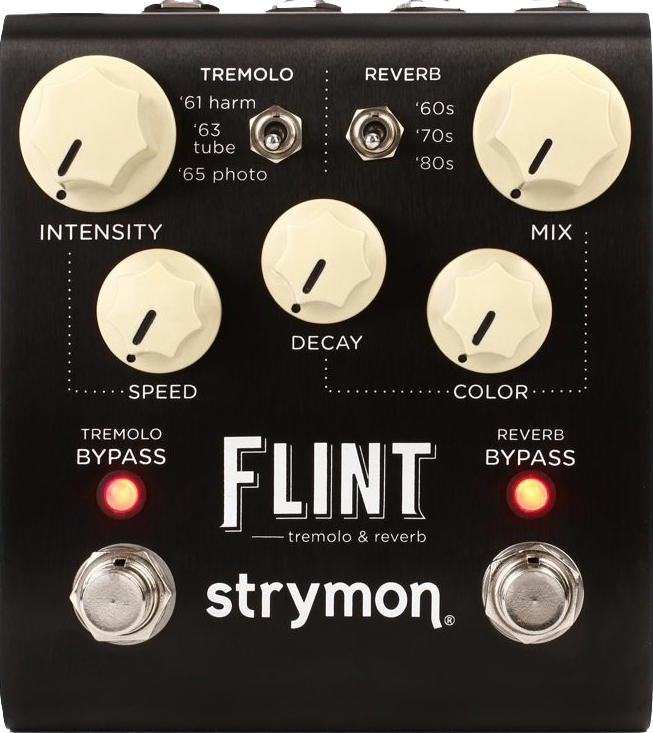 TREMOLO
REVERB
‘61 harm
‘63
tube
‘65 photo
‘60s
‘70s
‘80s
INTENSITY
MIX
DECAY
SPEED
COLOR
TREMOLO
BYPASS
REVERB
BYPASS
FLINT
tremolo & reverb
strymon®